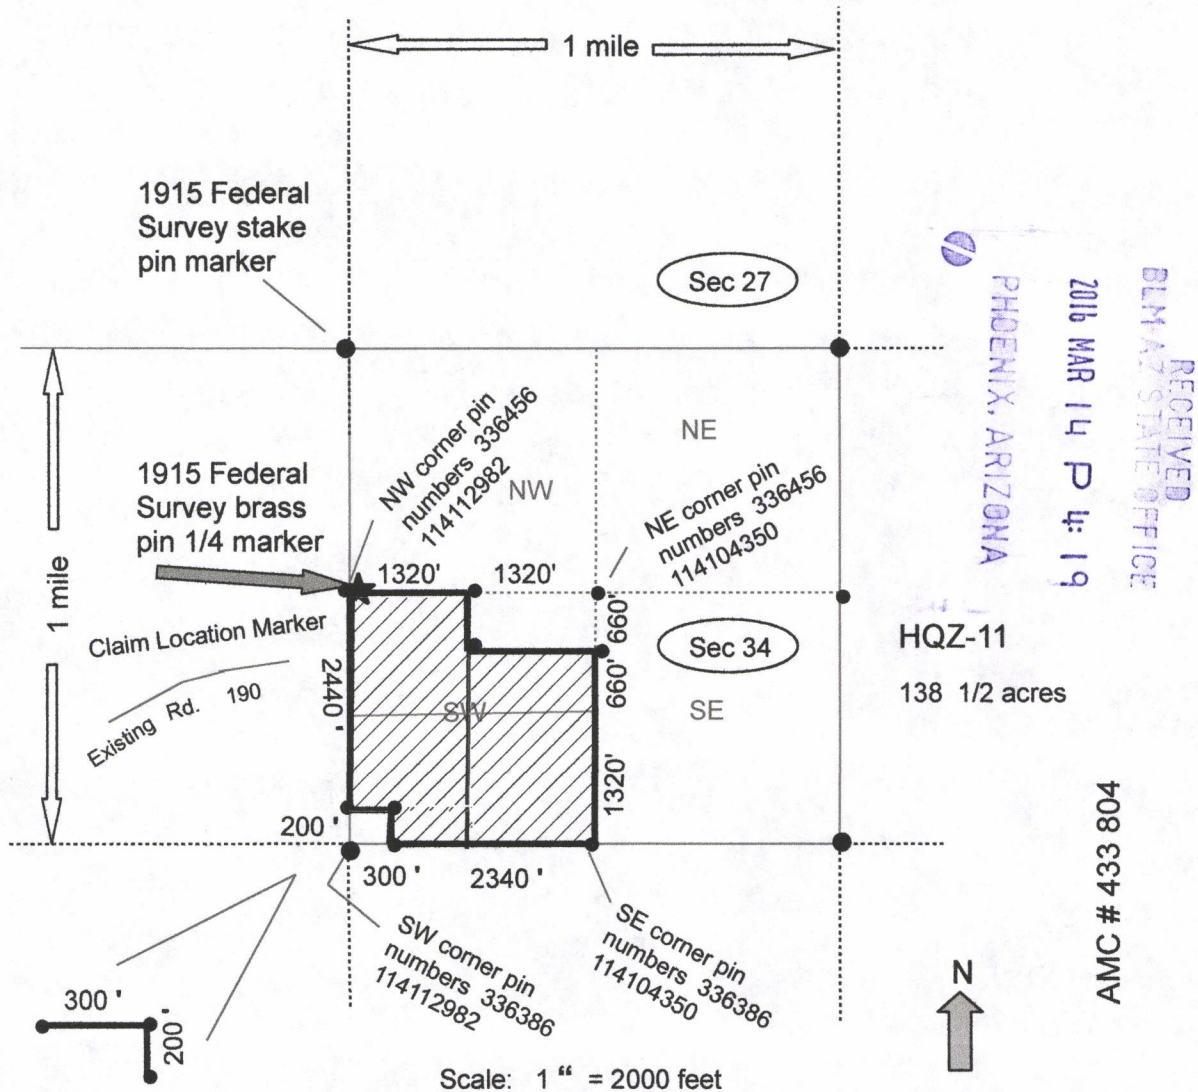 1 mile
1915 Federal
Survey stake
pin marker
Sec 27
RECEIVED
BLM AZ STATE OFFICE
2016 MAR 14 P 4: 19
PHOENIX, ARIZONA
NW corner pin
numbers 336456
114112982
NW
NE
NE corner pin
numbers 336456
114104350
1915 Federal
Survey brass
pin 1/4 marker
1 mile
1320'
1320'
660'
Claim Location Marker
Existing Rd. 190
2440 '
SW
660'
Sec 34
SE
HQZ-11
138 1/2 acres
1320'
200 '
300 '
2340 '
SW corner pin
numbers 336386
114112982
SE corner pin
numbers 336386
114104350
AMC # 433 804
N
300 '
200'
Scale: 1 “ = 2000 feet